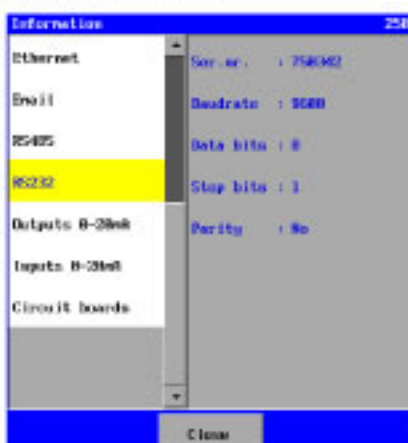 Information 250
Ethernet
Email
RS485
RS232
Outputs 0-20mA
Inputs 0-20mA
Circuit boards
Ser.nr. :
Baudrate : 9600
Data bits : 8
Stop bits : 1
Parity : No
Close